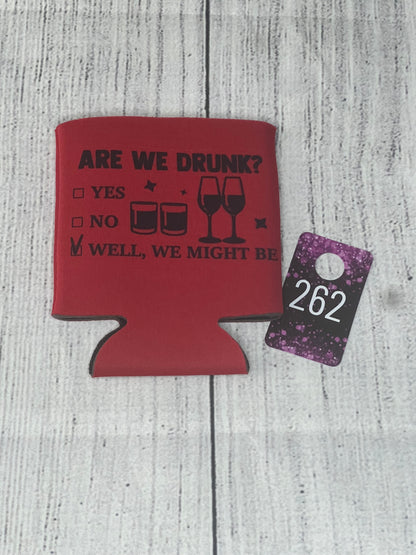 ARE WE DRUNK?
☐ YES
☐ NO
☑ WELL, WE MIGHT BE
262